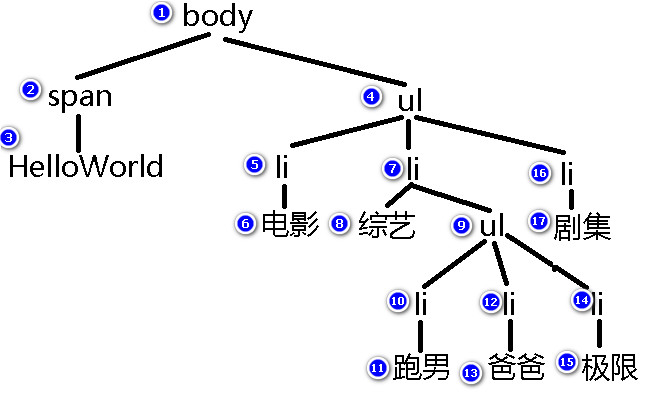 1 body
2 span
4 ul
3 HelloWorld
5 li
7 li
16 li
6 电影
8 综艺
9 ul
17 剧集
10 li
12 li
14 li
11 跑男
13 爸爸
15 极限